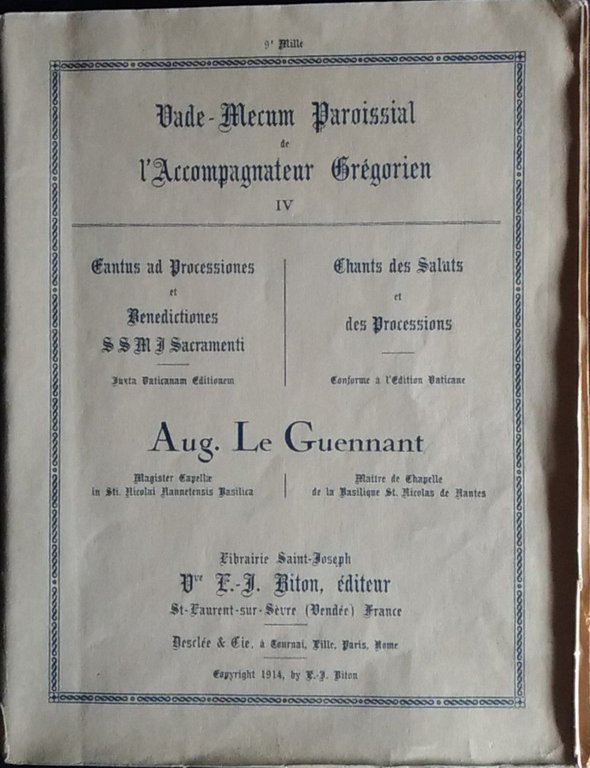 9e Mille
Vade-Mecum Paroissial
de
l'Accompagnateur Grégorien
IV
Cantus ad Processiones
et
Benedictiones
SSMI Sacramenti
Juxta Vaticanam Editionem
Chants des Saluts
et
des Processions
Conforme à l'Edition Vaticane
Aug. Le Guennant
Magister Capellæ
in Sti. Nicolai Nannetensis Basilica
Maître de Chapelle
de la Basilique St. Nicolas de Nantes
Librairie Saint-Joseph
Vve L.-J. Biton, éditeur
St-Laurent-sur-Sèvre (Vendée) France
Desclée & Cie, à Tournai, Lille, Paris, Rome
Copyright 1914, by L.-J. Biton